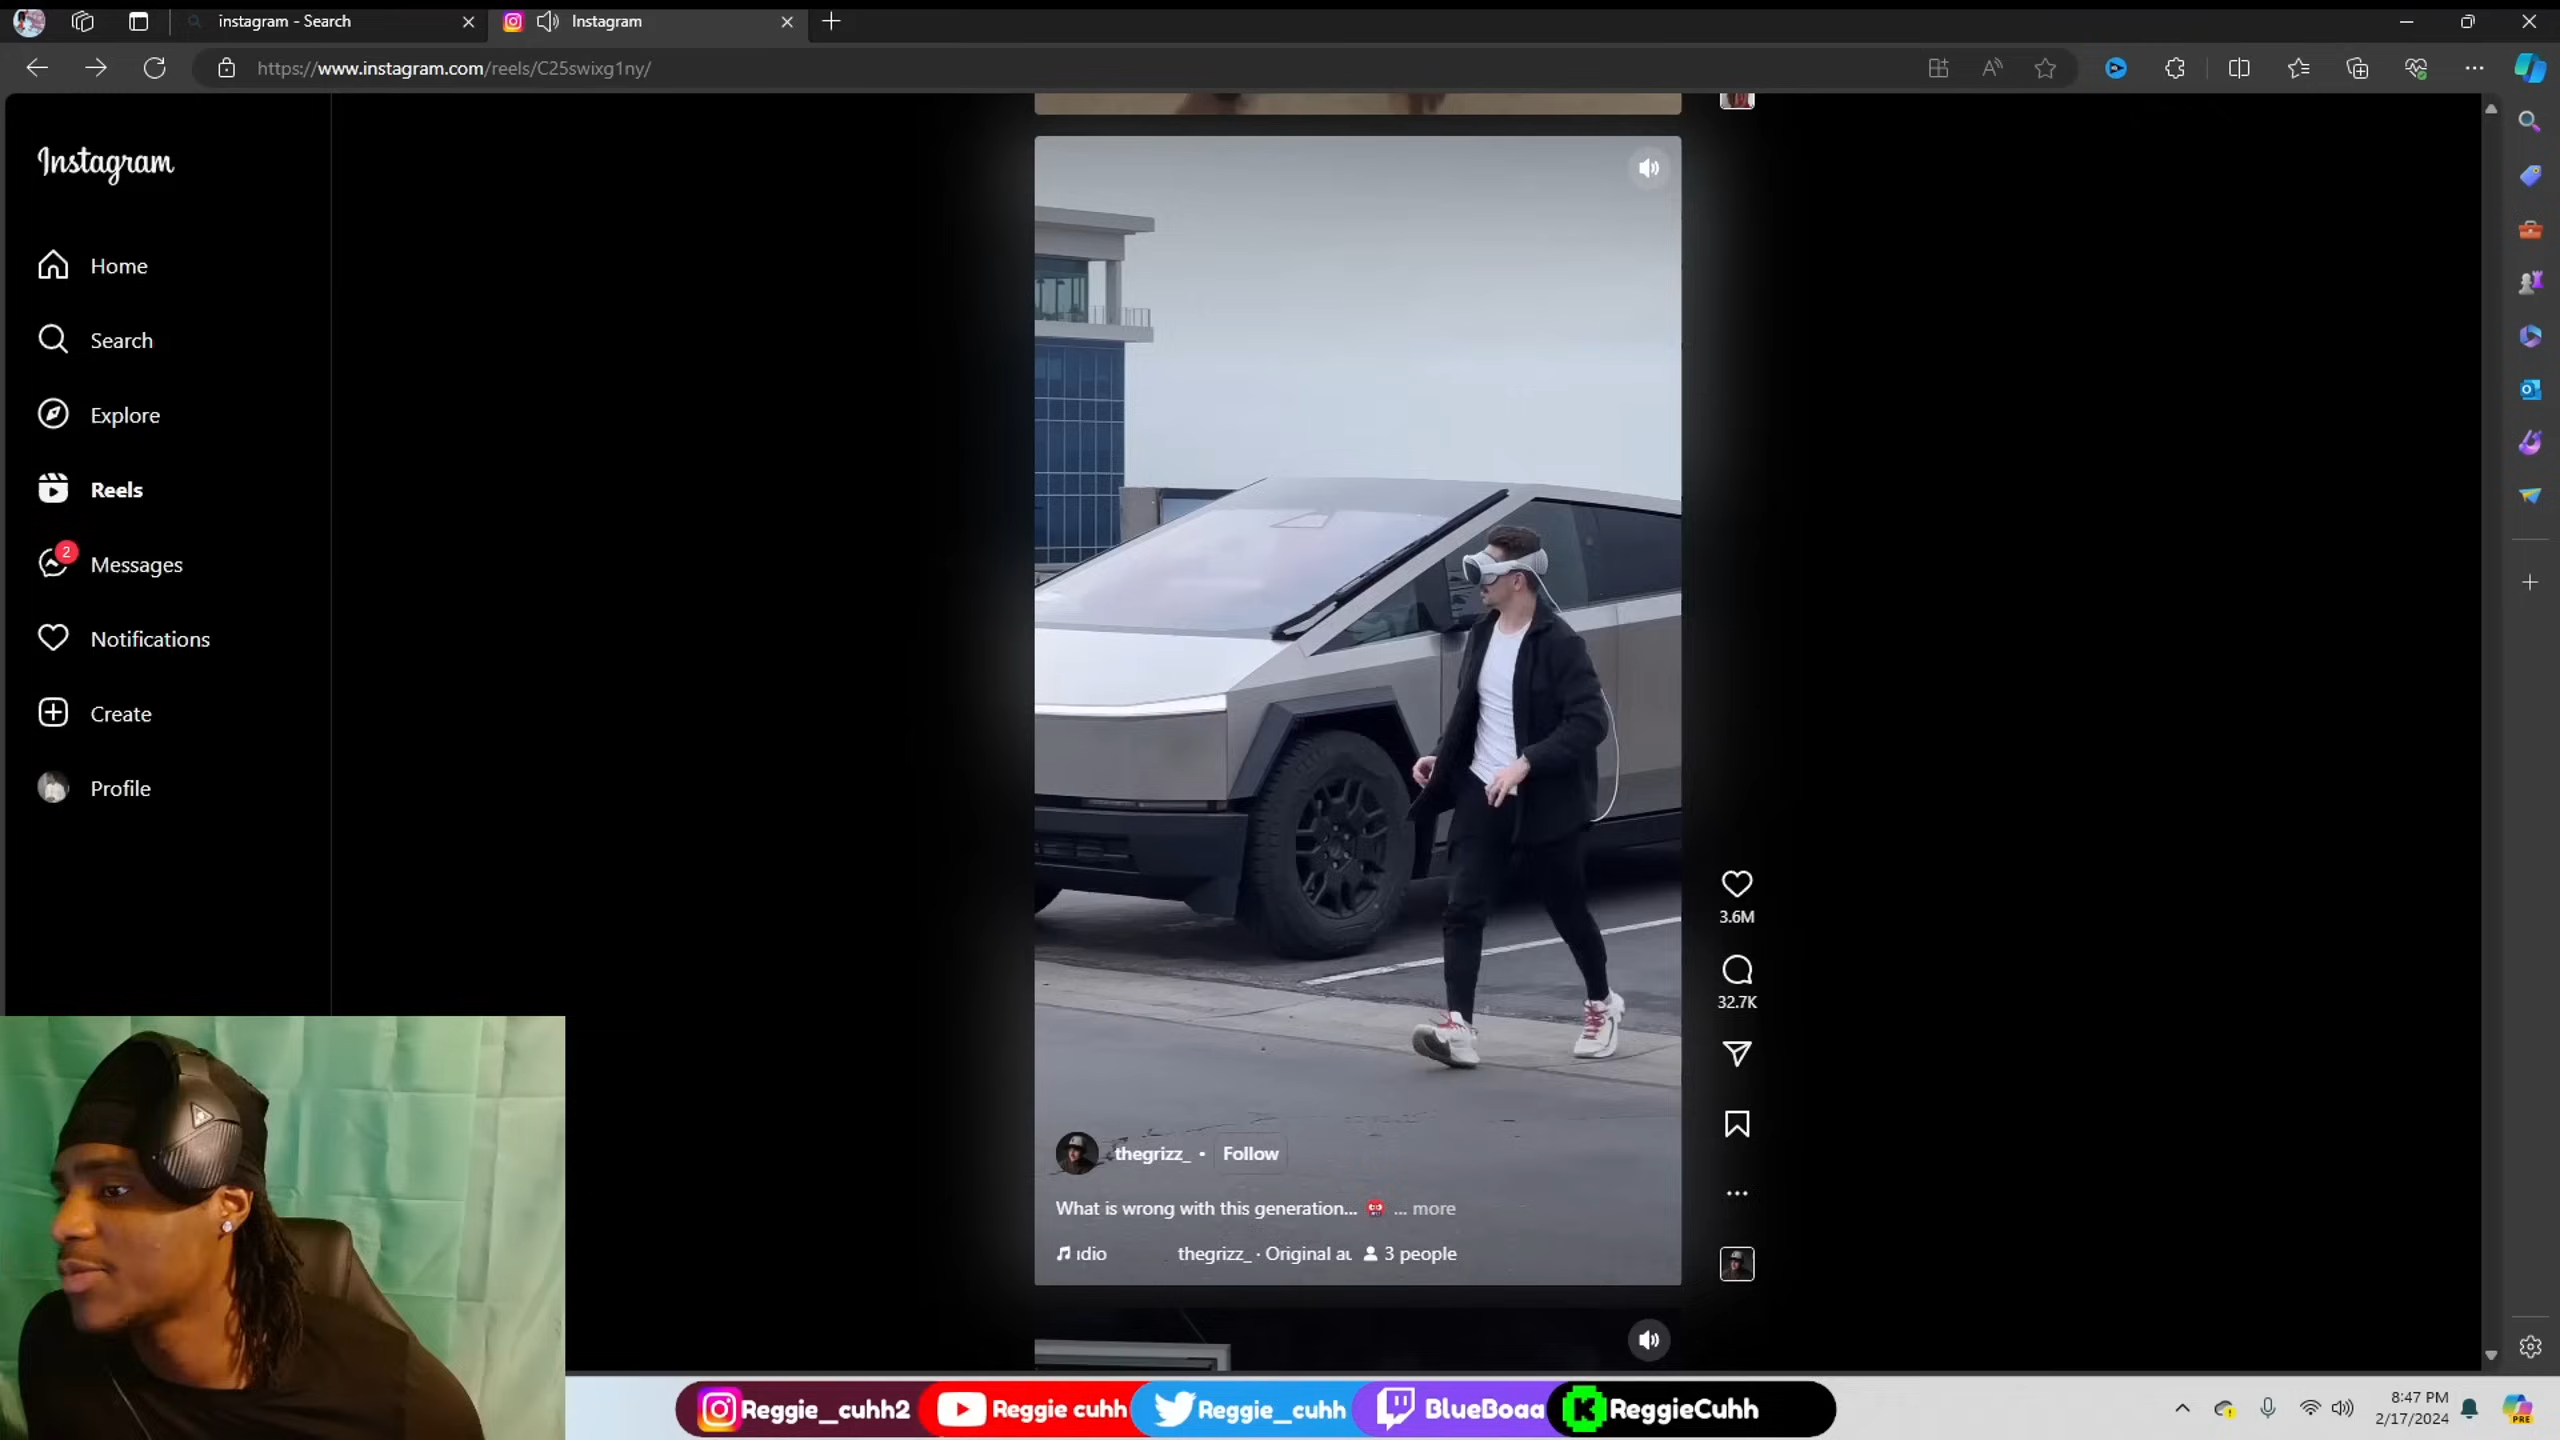 instagram - Search
Instagram
https://www.instagram.com/reels/C25swixg1ny/
Instagram
Home
Search
Explore
Reels
2
Messages
Notifications
Create
Profile
3.6M
32.7K
thegrizz_ • Follow
What is wrong with this generation... ... more
ıdio thegrizz_ · Original au 3 people
Reggie_cuhh2
Reggie cuhh
Reggie_cuhh
BlueBoaa
ReggieCuhh
8:47 PM
2/17/2024
PRE